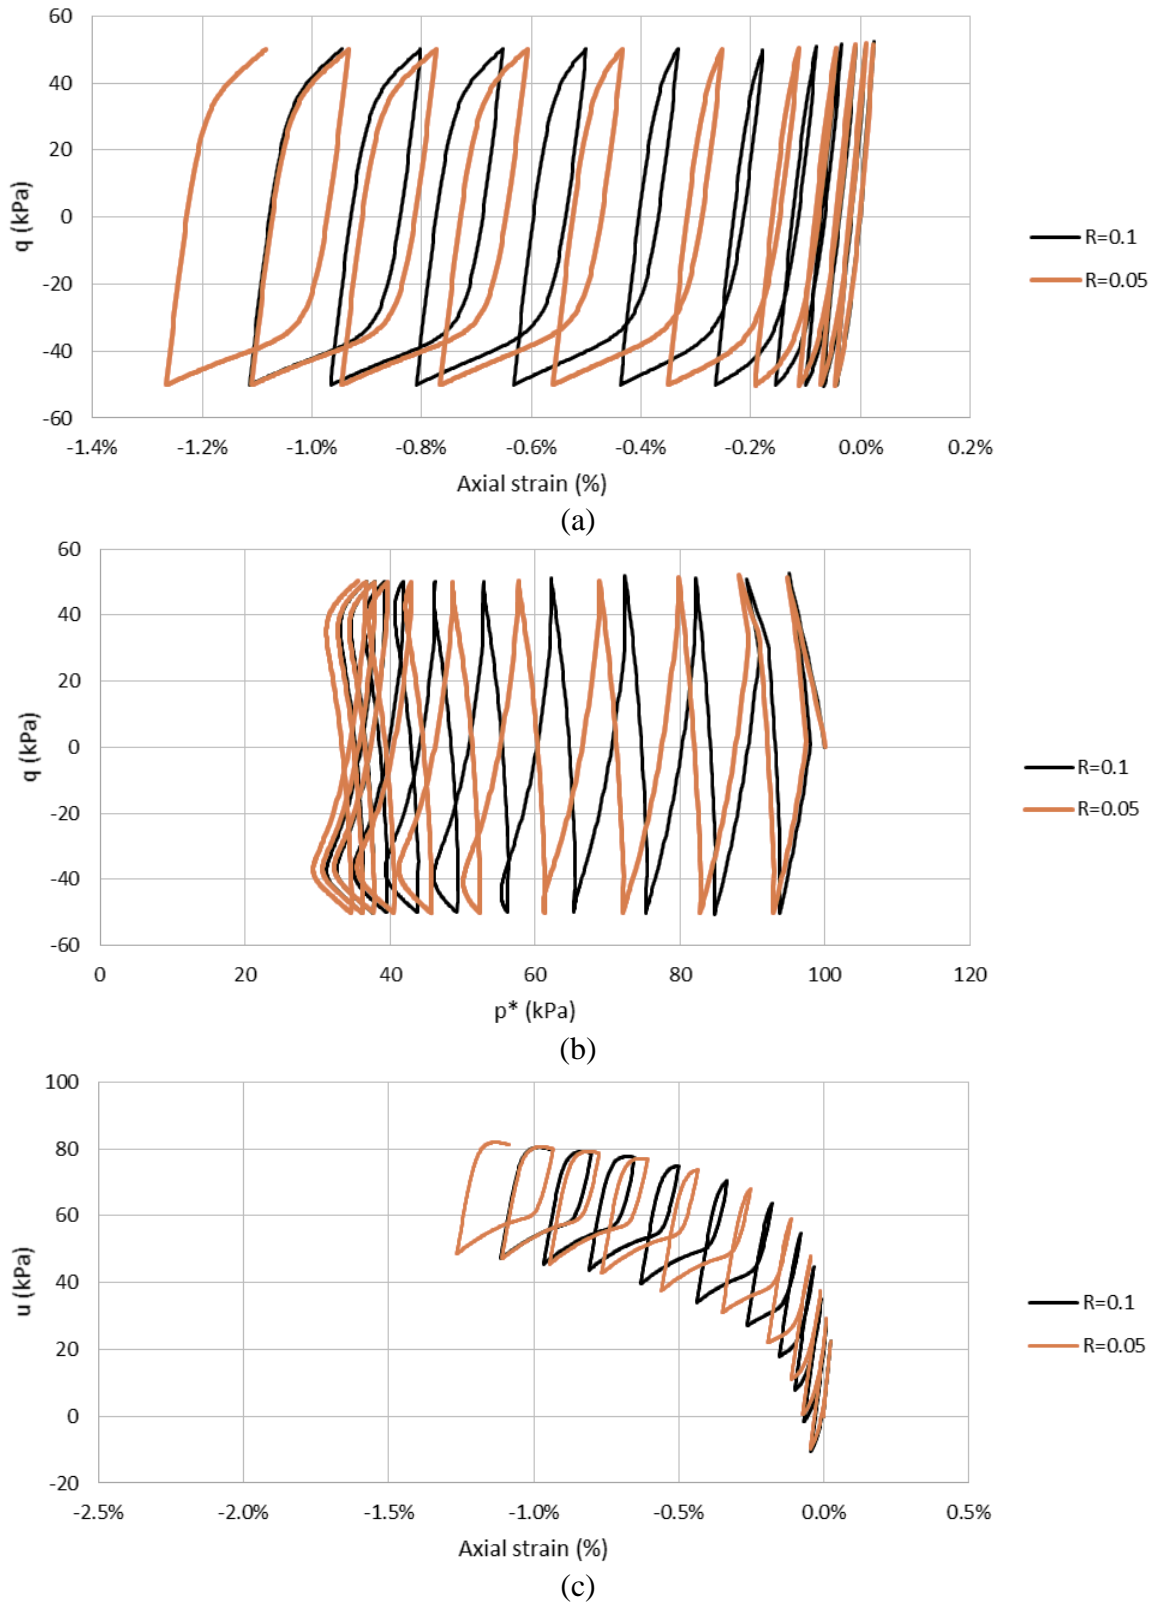 60
40
20
0
-20
-40
-60
q (kPa)
-1.4% -1.2% -1.0% -0.8% -0.6% -0.4% -0.2% 0.0% 0.2%
Axial strain (%)
R=0.1
R=0.05
(a)
60
40
20
0
-20
-40
-60
q (kPa)
0 20 40 60 80 100 120
p* (kPa)
R=0.1
R=0.05
(b)
100
80
60
40
20
0
-20
u (kPa)
-2.5% -2.0% -1.5% -1.0% -0.5% 0.0% 0.5%
Axial strain (%)
R=0.1
R=0.05
(c)